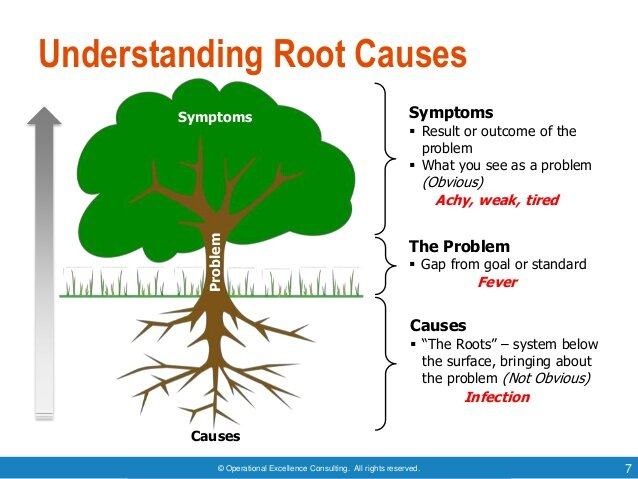 Understanding Root Causes
Symptoms
Problem
Causes
Symptoms
▪ Result or outcome of the
problem
▪ What you see as a problem
(Obvious)
Achy, weak, tired
The Problem
▪ Gap from goal or standard
Fever
Causes
▪ “The Roots” – system below
the surface, bringing about
the problem (Not Obvious)
Infection
© Operational Excellence Consulting. All rights reserved.
7